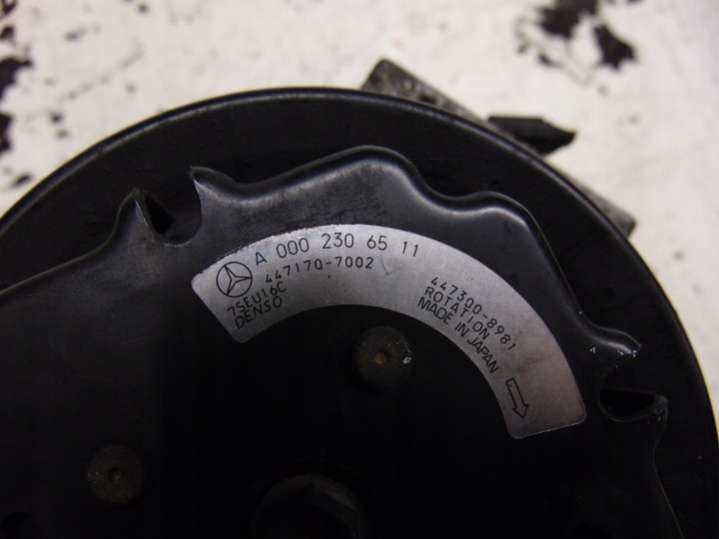 A 000 230 65 11
447170-7002
7SEU16C
DENSO
447300-8981
ROTATION
MADE IN JAPAN